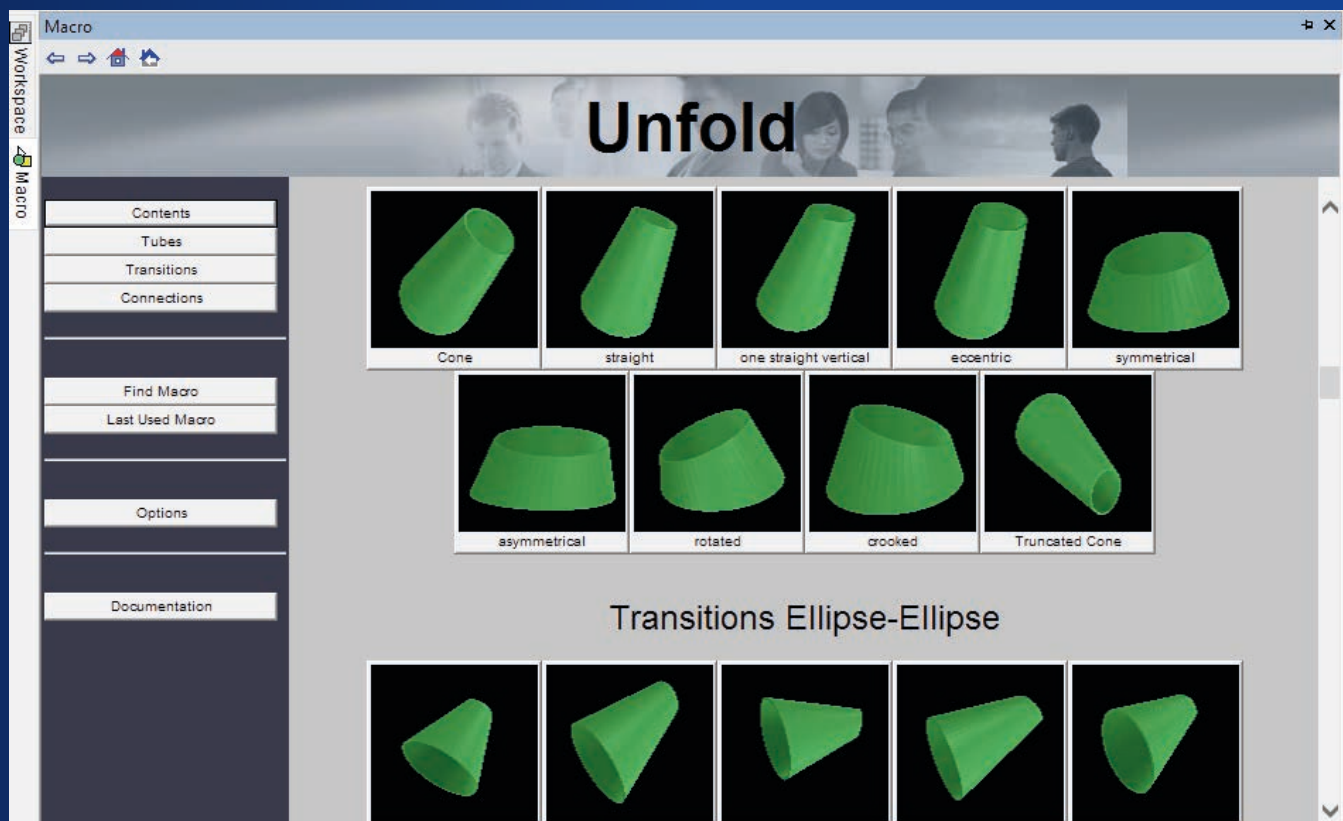 Macro
Workspace
Macro
Unfold
Contents
Tubes
Transitions
Connections
Find Macro
Last Used Macro
Options
Documentation
Cone
straight
one straight vertical
eccentric
symmetrical
asymmetrical
rotated
crooked
Truncated Cone
Transitions Ellipse-Ellipse